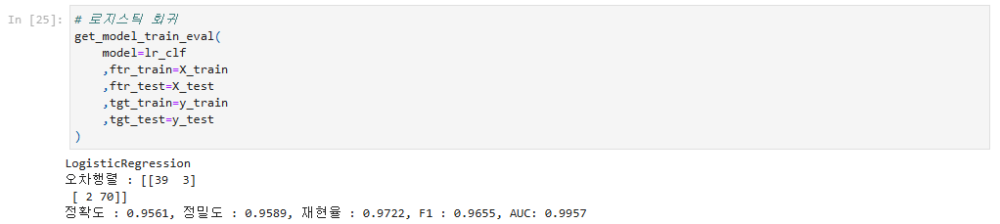 In [25]: # 로지스틱 회귀
get_model_train_eval(
    model=lr_clf
    ,ftr_train=X_train
    ,ftr_test=X_test
    ,tgt_train=y_train
    ,tgt_test=y_test
)
LogisticRegression
오차행렬 : [[39  3]
 [ 2 70]]
정확도 : 0.9561, 정밀도 : 0.9589, 재현율 : 0.9722, F1 : 0.9655, AUC: 0.9957